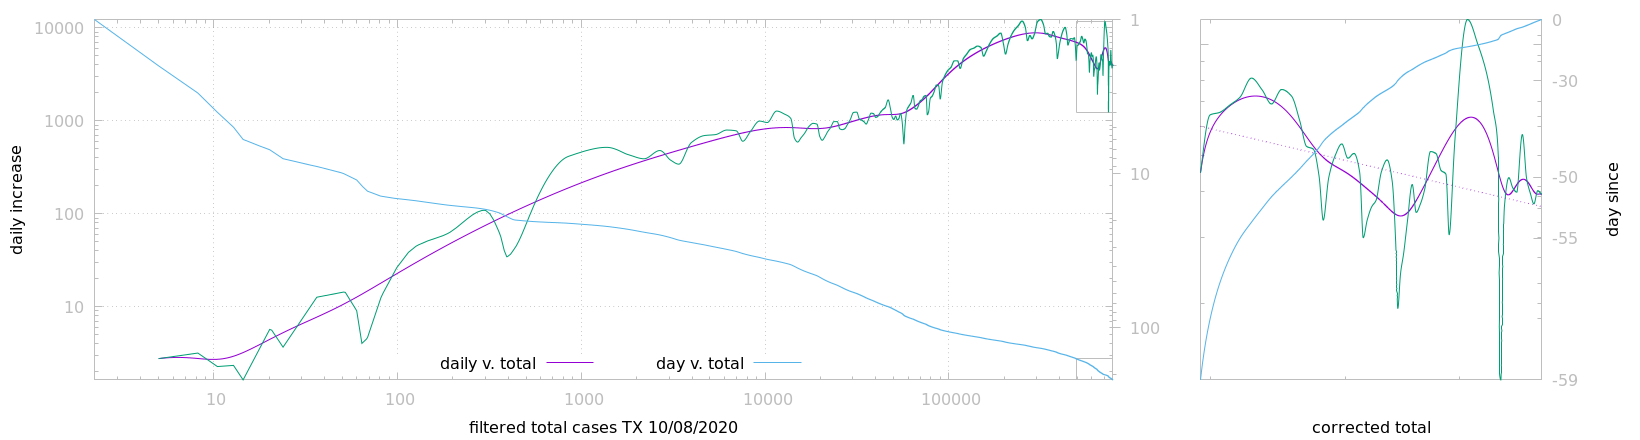 10000
1000
100
10
daily increase
10
100
1000
10000
100000
filtered total cases TX 10/08/2020
daily v. total
day v. total
1
10
100
0
-30
-50
-55
-59
day since
corrected total